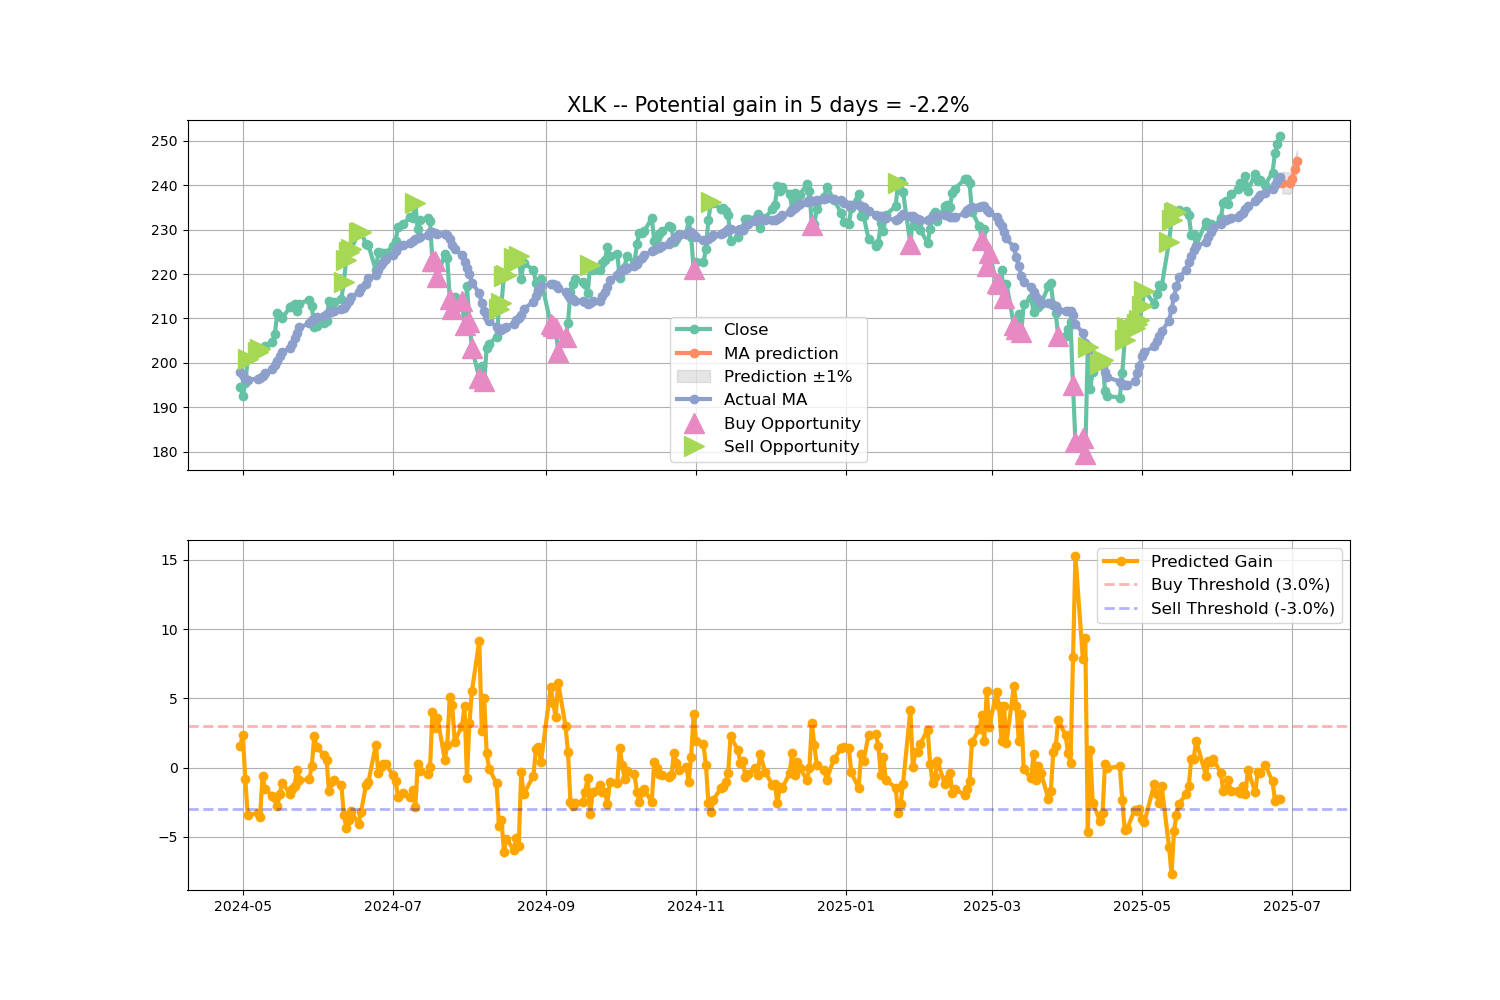 XLK -- Potential gain in 5 days = -2.2%
250
240
230
220
210
200
190
180
Close
MA prediction
Prediction ±1%
Actual MA
Buy Opportunity
Sell Opportunity
15
10
5
0
−5
Predicted Gain
Buy Threshold (3.0%)
Sell Threshold (-3.0%)
2024-05
2024-07
2024-09
2024-11
2025-01
2025-03
2025-05
2025-07